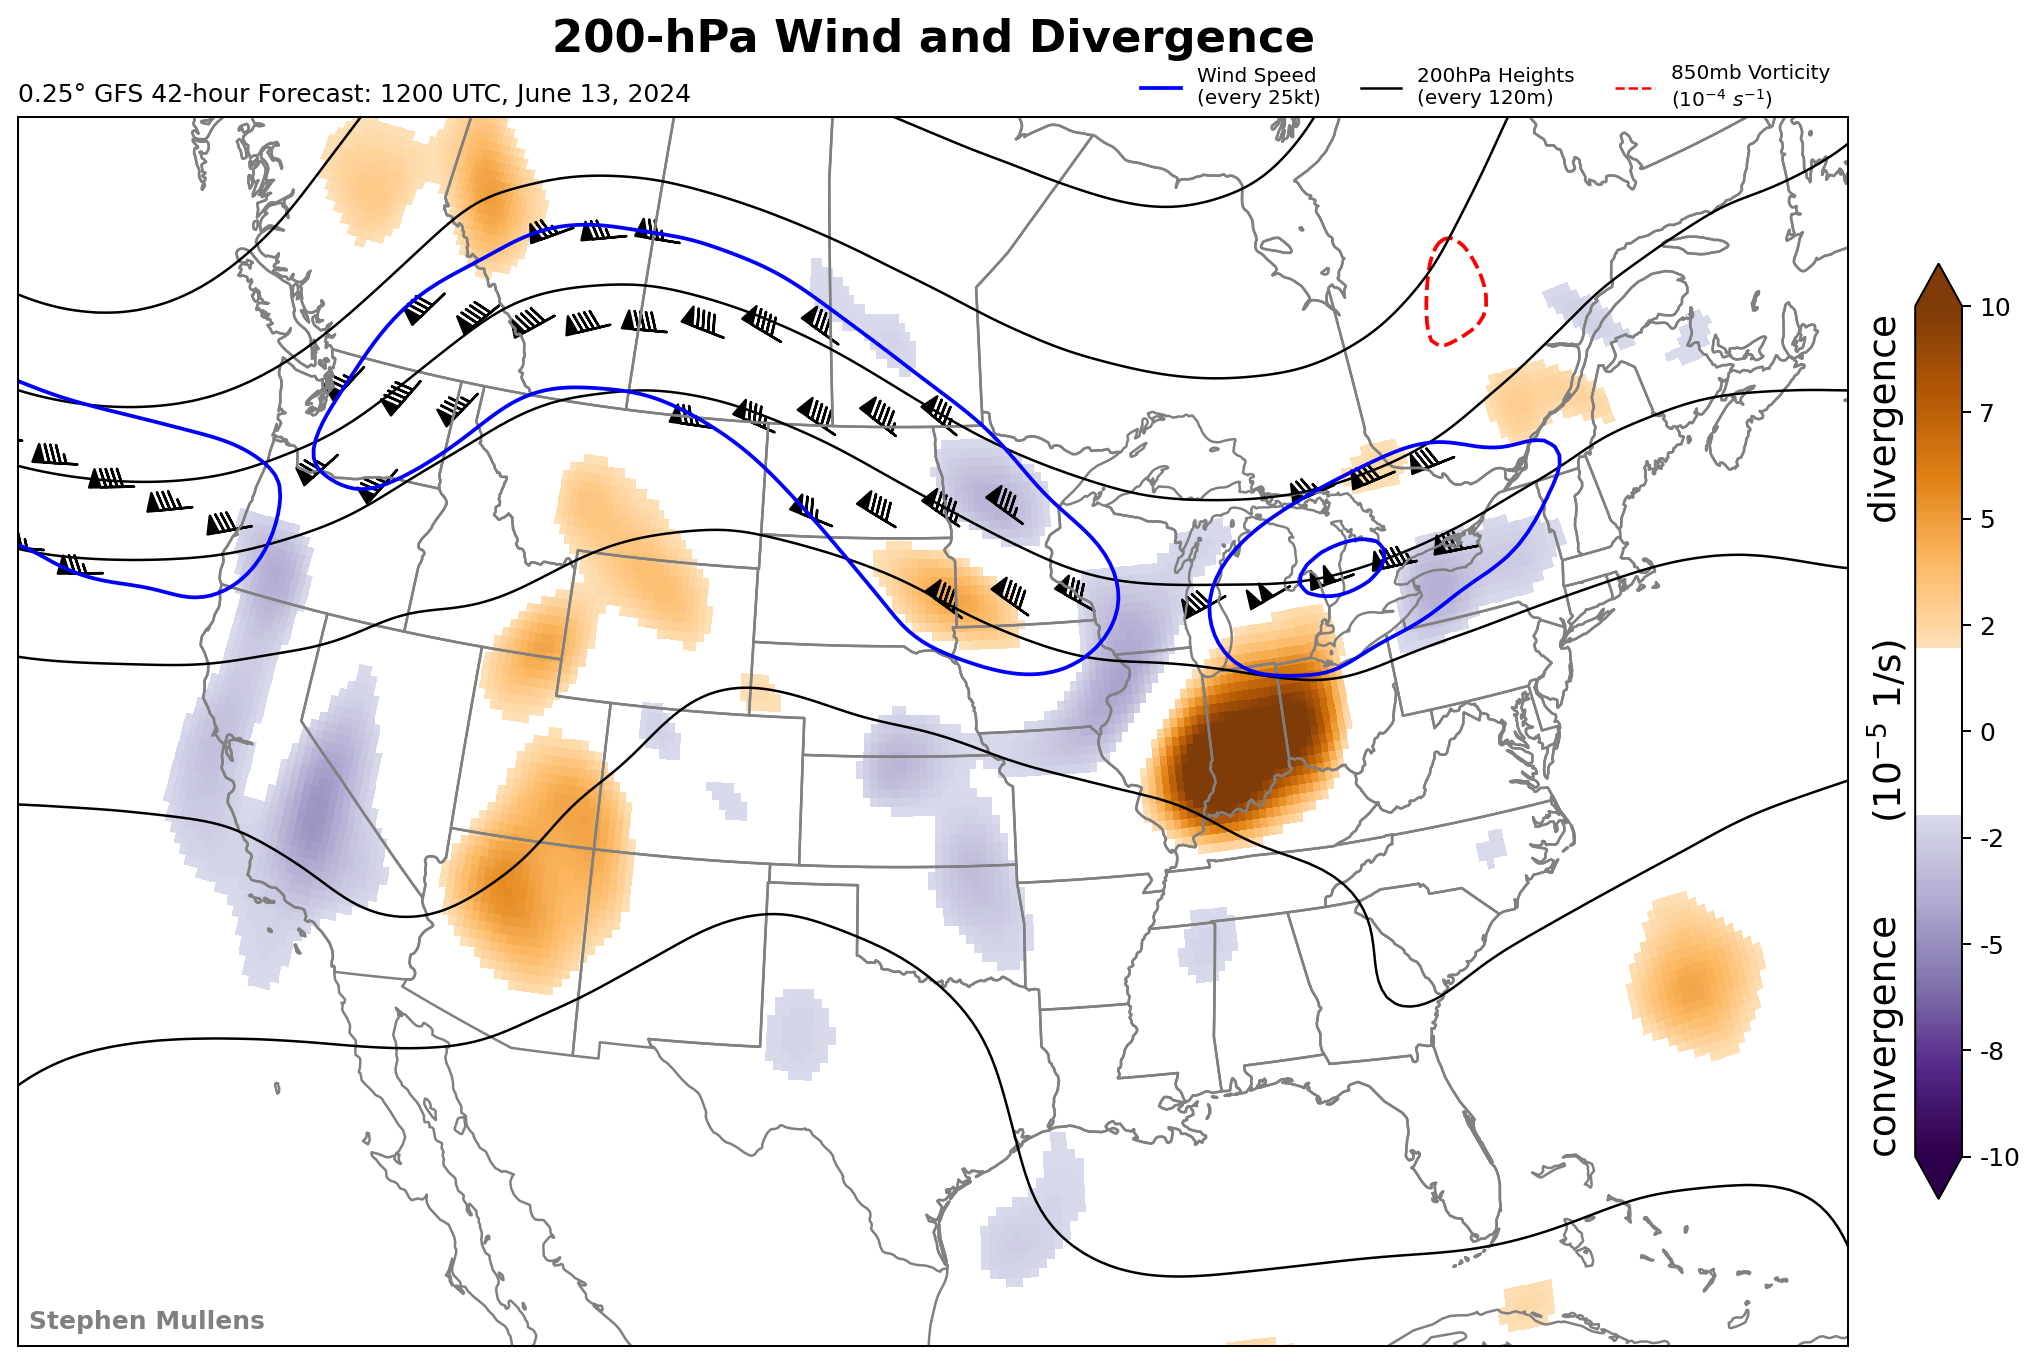 200-hPa Wind and Divergence
0.25° GFS 42-hour Forecast: 1200 UTC, June 13, 2024
Wind Speed
(every 25kt)
200hPa Heights
(every 120m)
850mb Vorticity
(10⁻⁴ s⁻¹)
10
7
5
2
0
-2
-5
-8
-10
convergence (10⁻⁵ 1/s) divergence
Stephen Mullens